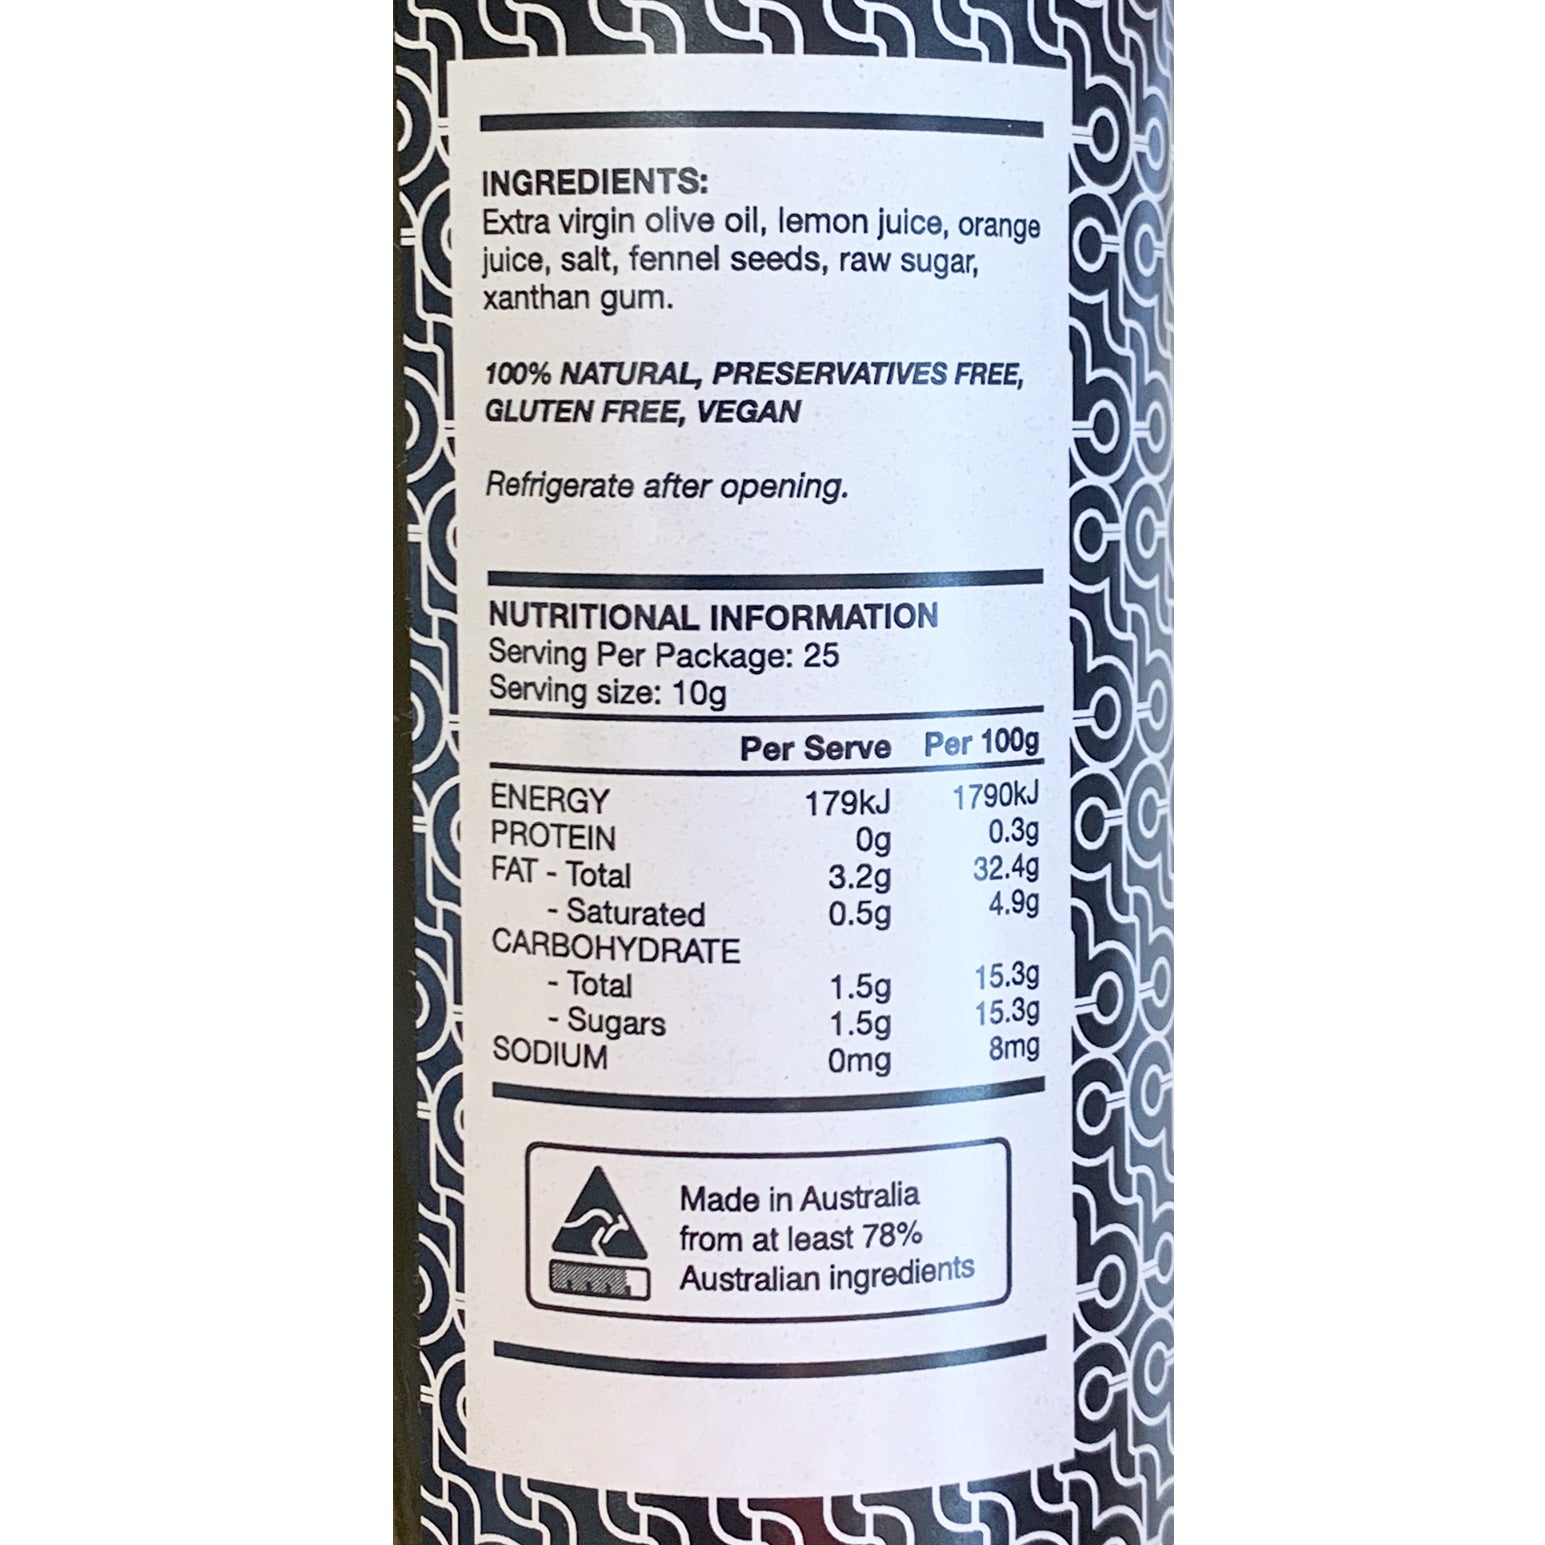 INGREDIENTS:
Extra virgin olive oil, lemon juice, orange
juice, salt, fennel seeds, raw sugar,
xanthan gum.
100% NATURAL, PRESERVATIVES FREE,
GLUTEN FREE, VEGAN
Refrigerate after opening.
NUTRITIONAL INFORMATION
Serving Per Package: 25
Serving size: 10g
Per Serve Per 100g
ENERGY 179kJ 1790kJ
PROTEIN 0g 0.3g
FAT - Total 3.2g 32.4g
- Saturated 0.5g 4.9g
CARBOHYDRATE
- Total 1.5g 15.3g
- Sugars 1.5g 15.3g
SODIUM 0mg 8mg
Made in Australia
from at least 78%
Australian ingredients